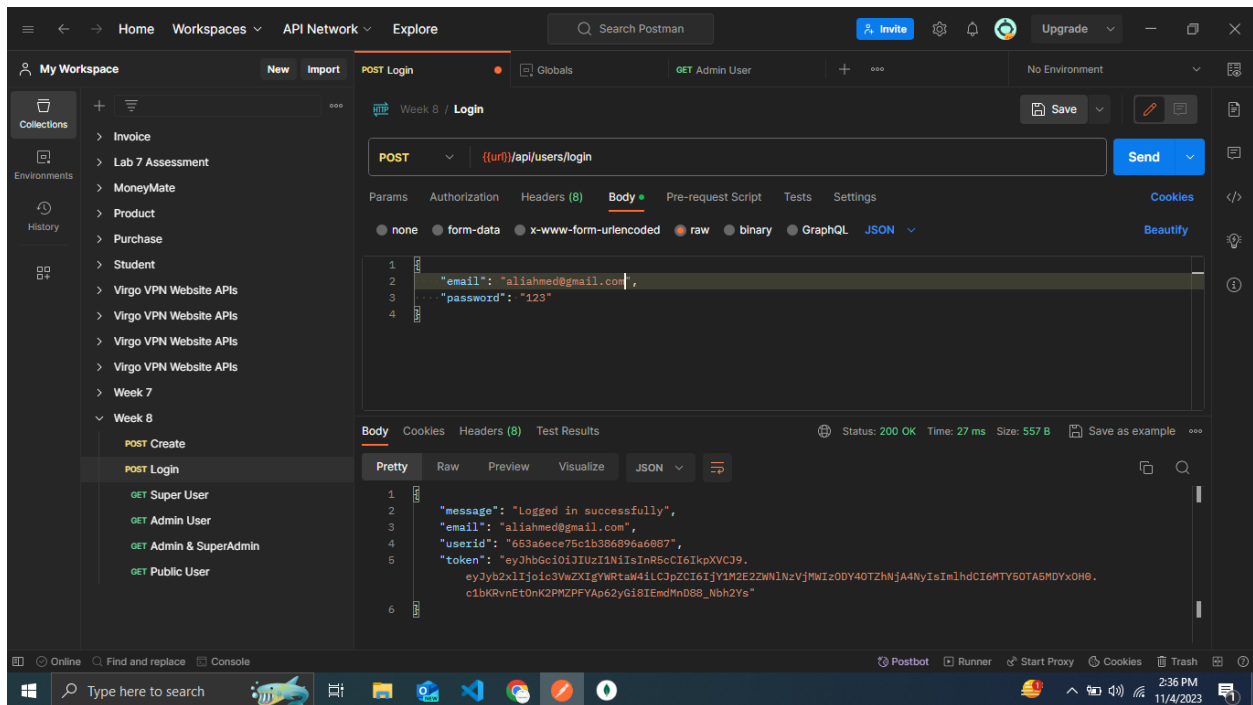 Home Workspaces API Network Explore Search Postman Invite Upgrade
My Workspace New Import POST Login Globals GET Admin User No Environment
Collections
Environments
History
Invoice
Lab 7 Assessment
MoneyMate
Product
Purchase
Student
Virgo VPN Website APIs
Virgo VPN Website APIs
Virgo VPN Website APIs
Virgo VPN Website APIs
Week 7
Week 8
POST Create
POST Login
GET Super User
GET Admin User
GET Admin & SuperAdmin
GET Public User
HTTP Week 8 / Login Save
POST {{url}}/api/users/login Send
Params Authorization Headers (8) Body Pre-request Script Tests Settings Cookies
none form-data x-www-form-urlencoded raw binary GraphQL JSON Beautify
1 {
2 "email": "aliahmed@gmail.com",
3 "password": "123"
4 }
Body Cookies Headers (8) Test Results Status: 200 OK Time: 27 ms Size: 557 B Save as example
Pretty Raw Preview Visualize JSON
1 {
2 "message": "Logged in successfully",
3 "email": "aliahmed@gmail.com",
4 "userid": "653a6ece75c1b386896a6087",
5 "token": "eyJhbGciOiJIUzI1NiIsInR5cCI6IkpXVCJ9.
eyJyb2xlIjoic3VwZXIgYWRtaW4iLCJpZCI6IjY1M2E2ZWNlNzVjMWIzODY4OTZhNjA4NyIsImlhdCI6MTY5OTA5MDYxOH0.
c1bKRvnEtOnK2PMZPFYAp62yGi8IEmdMnD88_Nbh2Ys"
6 }
Online Find and replace Console Postbot Runner Start Proxy Cookies Trash
Type here to search 2:36 PM
11/4/2023